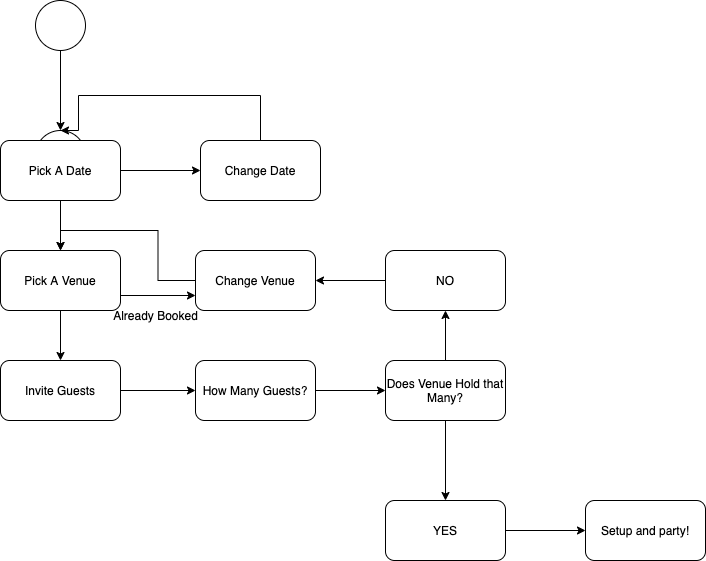 Pick A Date
Change Date
Pick A Venue
Change Venue
NO
Already Booked
Invite Guests
How Many Guests?
Does Venue Hold that
Many?
YES
Setup and party!